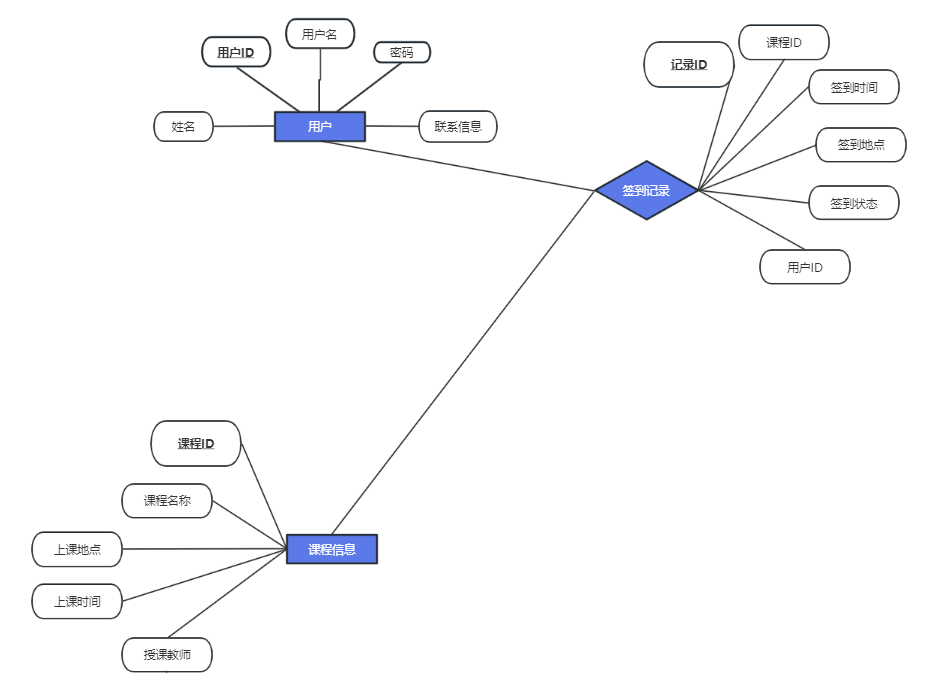 用户名
用户ID
密码
姓名
用户
联系信息
课程ID
记录ID
签到时间
签到地点
签到记录
签到状态
用户ID
课程ID
课程名称
上课地点
课程信息
上课时间
授课教师